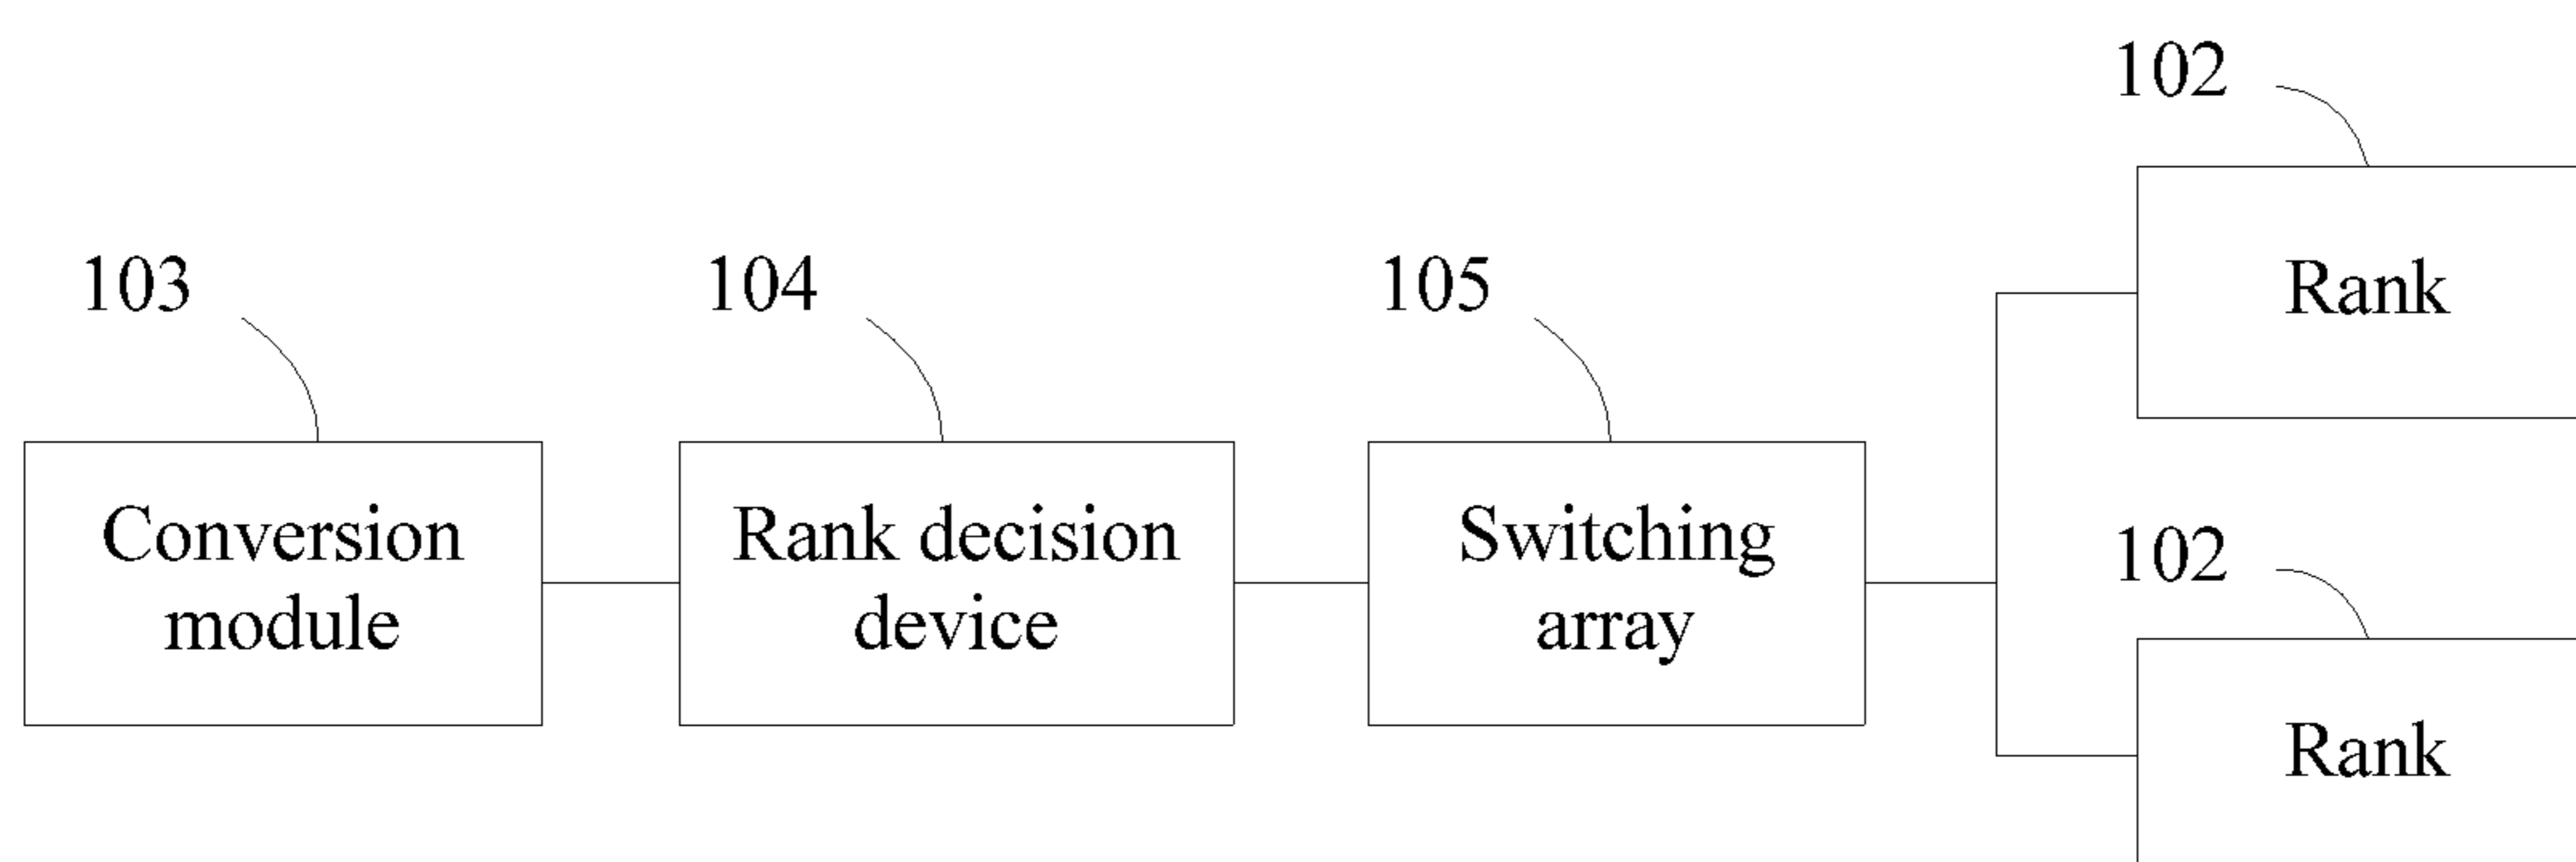 102
103
104
105
Rank
Conversion
module
Rank decision
device
Switching
array
102
Rank